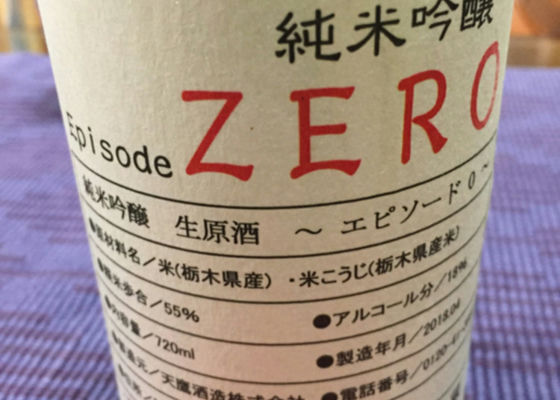 純米吟醸
Episode ZERO
純米吟醸 生原酒 ～エピソード0～
●原材料名／米(栃木県産)・米こうじ(栃木県産米)
●精米歩合／55% ●アルコール分／18%
●内容量／720ml ●製造年月／2018.04
製造元／天鷹酒造株式会社 ●電話番号／0120-